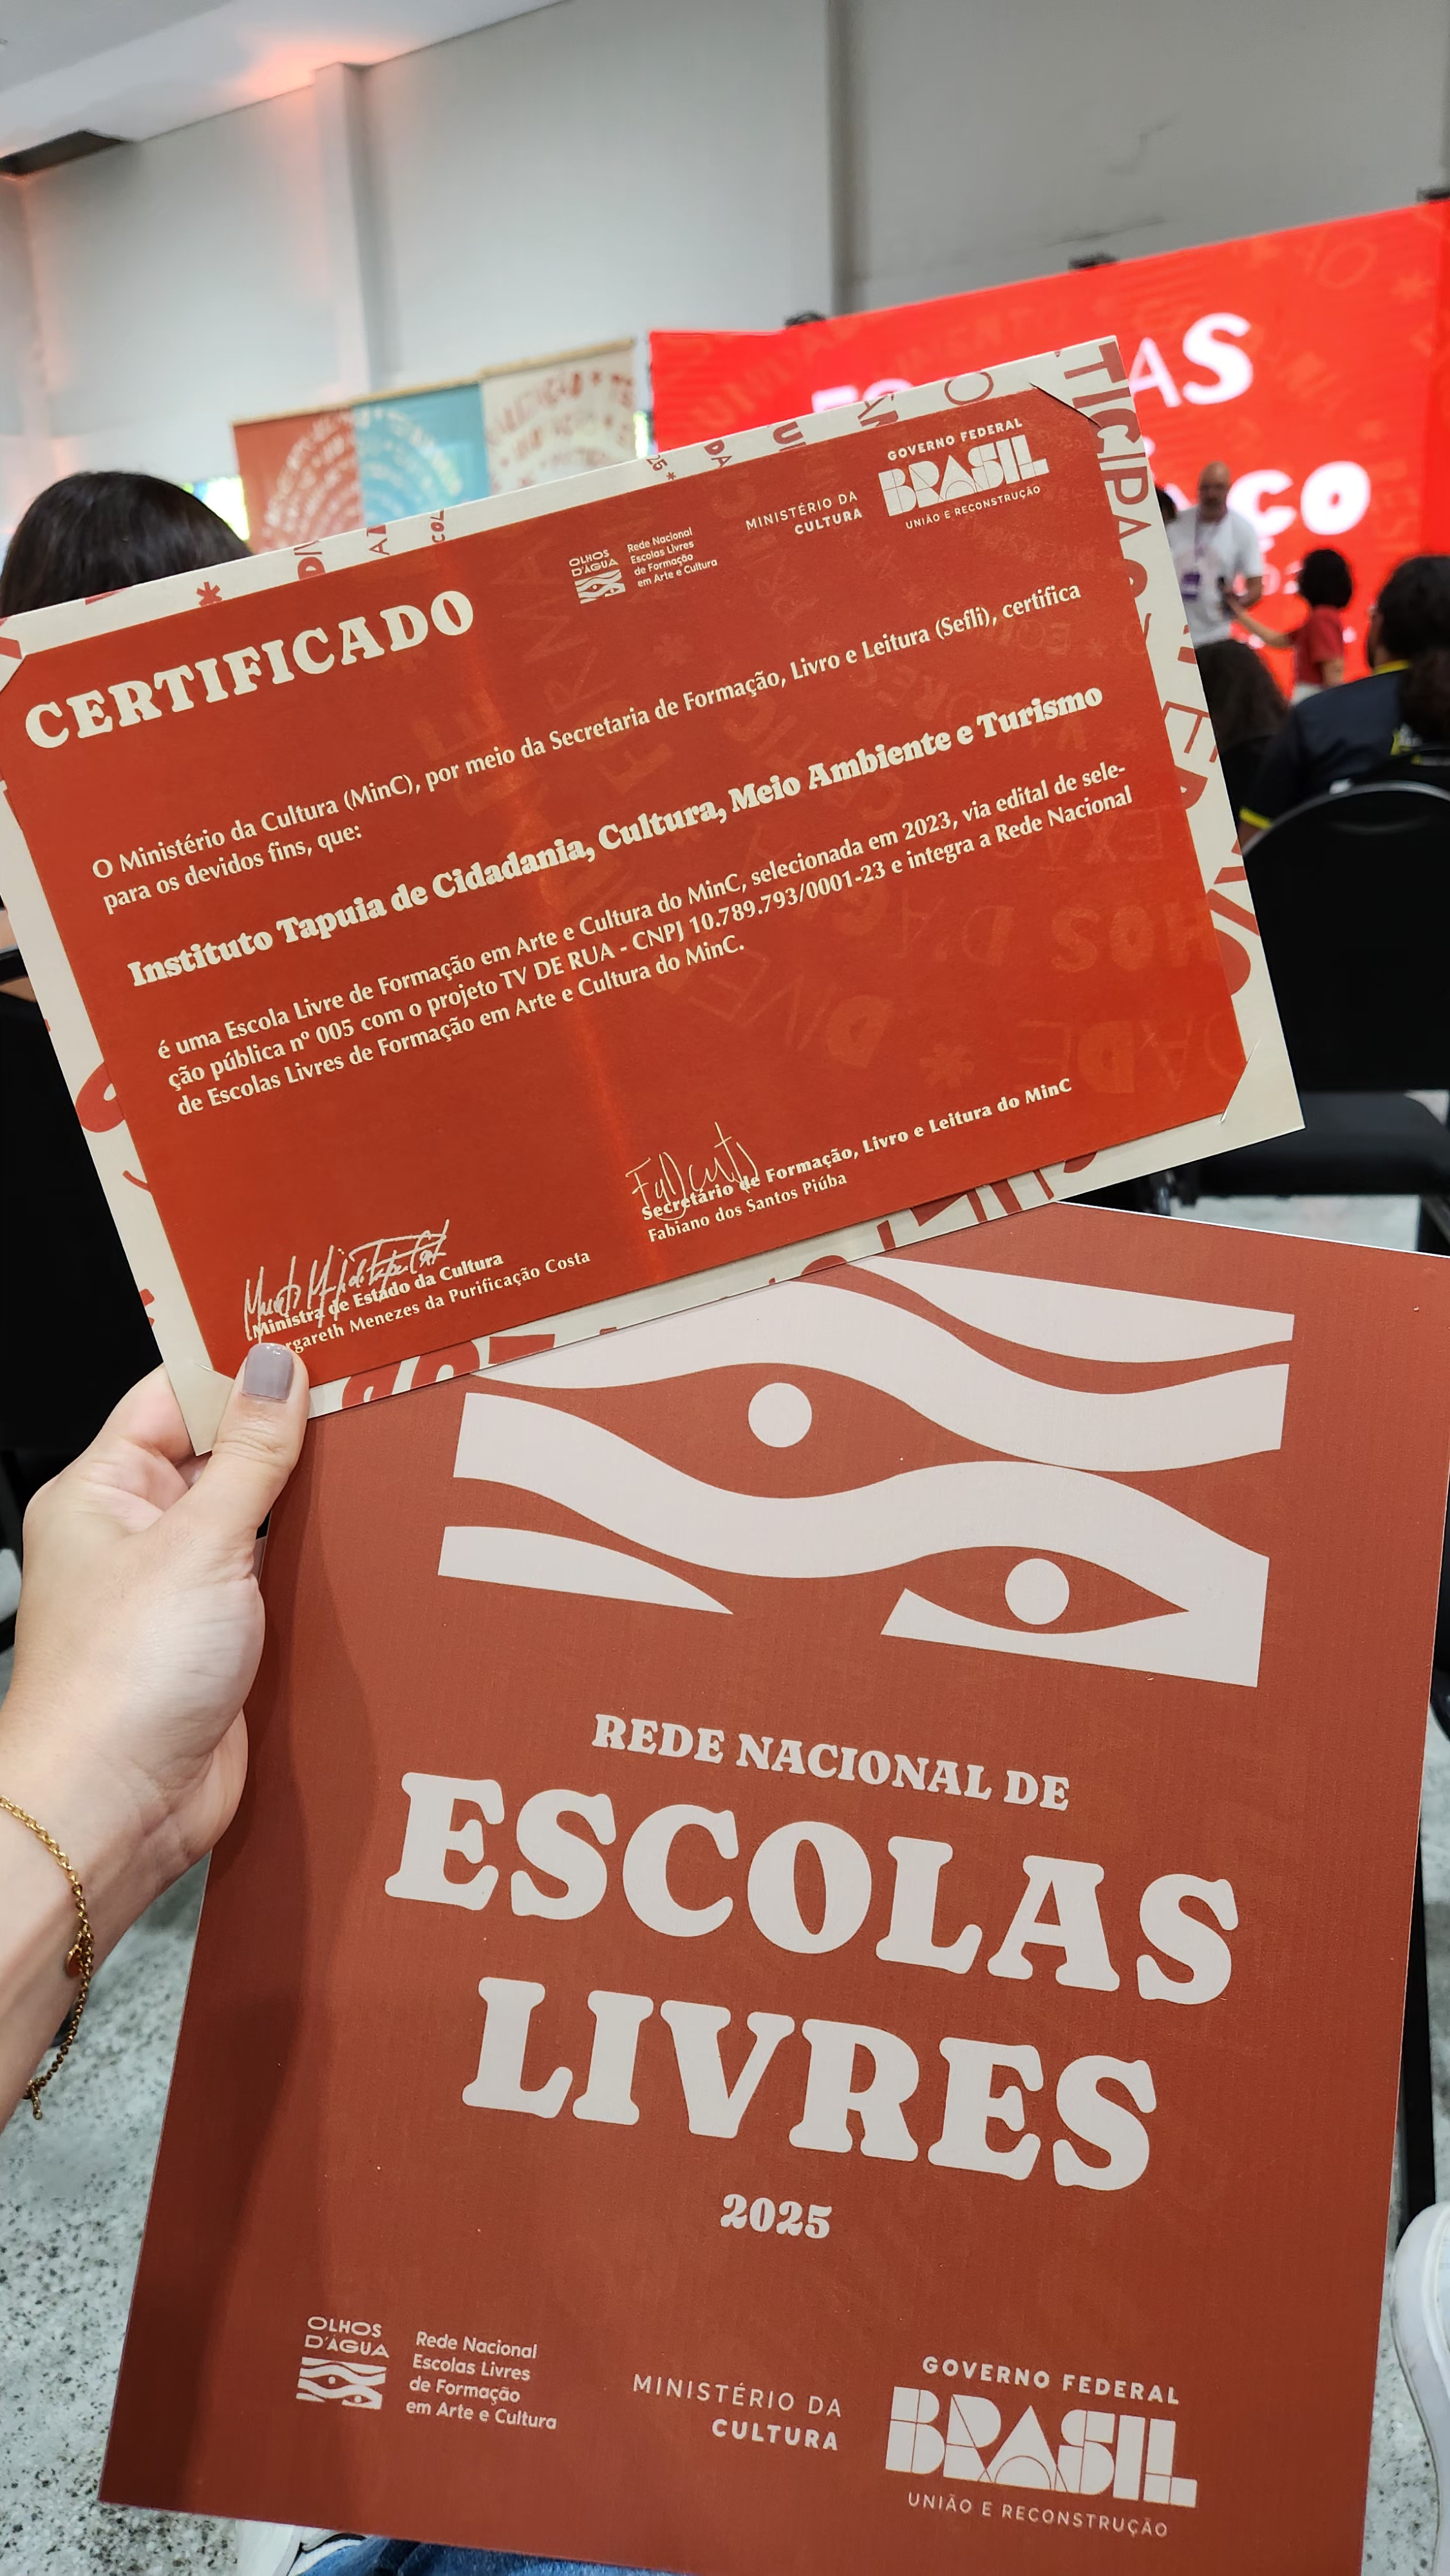 CERTIFICADO
OLHOS
D'ÁGUA
Rede Nacional
Escolas Livres
de Formação
em Arte e Cultura
MINISTÉRIO DA
CULTURA
GOVERNO FEDERAL
BRASIL
UNIÃO E RECONSTRUÇÃO
O Ministério da Cultura (MinC), por meio da Secretaria de Formação, Livro e Leitura (Sefli), certifica
para os devidos fins, que:
Instituto Tapuia de Cidadania, Cultura, Meio Ambiente e Turismo
é uma Escola Livre de Formação em Arte e Cultura do MinC, selecionada em 2023, via edital de sele-
ção pública nº 005 com o projeto TV DE RUA - CNPJ 10.789.793/0001-23 e integra a Rede Nacional
de Escolas Livres de Formação em Arte e Cultura do MinC.
Ministra de Estado da Cultura
Menezes da Purificação Costa
Secretário de Formação, Livro e Leitura do MinC
Fabiano dos Santos Piúba
REDE NACIONAL DE
ESCOLAS
LIVRES
2025
OLHOS
D'ÁGUA
Rede Nacional
Escolas Livres
de Formação
em Arte e Cultura
MINISTÉRIO DA
CULTURA
GOVERNO FEDERAL
BRASIL
UNIÃO E RECONSTRUÇÃO